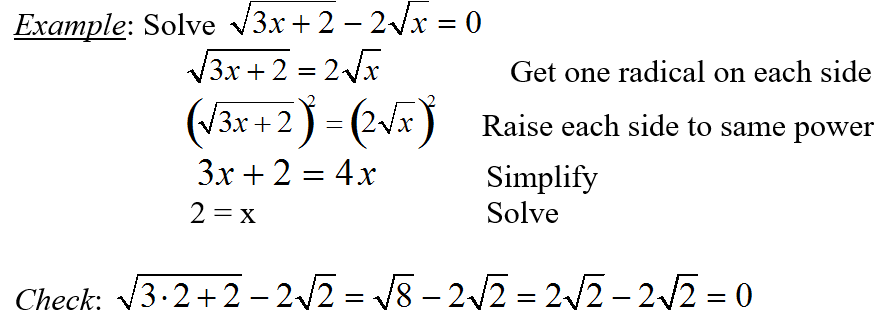 Example: Solve √(3x + 2) − 2√x = 0
√(3x + 2) = 2√x Get one radical on each side
(√(3x + 2))² = (2√x)² Raise each side to same power
3x + 2 = 4x Simplify
2 = x Solve
Check: √(3·2 + 2) − 2√2 = √8 − 2√2 = 2√2 − 2√2 = 0